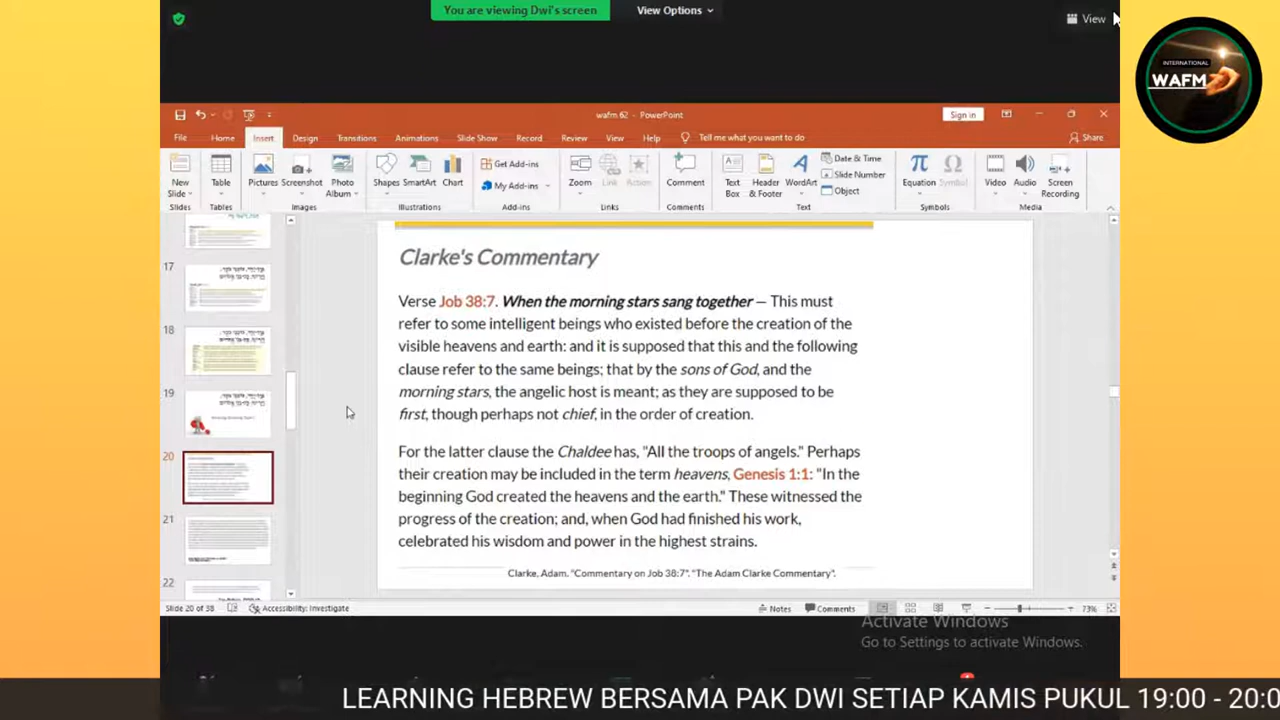 You are viewing Dwi's screen
View Options
View
INTERNATIONAL
WAFM
wafm 62 - PowerPoint
Sign in
File
Home
Insert
Design
Transitions
Animations
Slide Show
Record
Review
View
Help
Tell me what you want to do
Share
New Slide
Table
Pictures
Screenshot
Photo Album
Shapes
SmartArt
Chart
Get Add-ins
My Add-ins
Zoom
Link
Action
Comment
Text Box
Header & Footer
WordArt
Date & Time
Slide Number
Object
Equation
Symbol
Video
Audio
Screen Recording
Slides
Tables
Images
Illustrations
Add-ins
Links
Comments
Text
Symbols
Media
17
18
19
20
21
22
Clarke's Commentary
Verse Job 38:7. When the morning stars sang together — This must
refer to some intelligent beings who existed before the creation of the
visible heavens and earth: and it is supposed that this and the following
clause refer to the same beings; that by the sons of God, and the
morning stars, the angelic host is meant; as they are supposed to be
first, though perhaps not chief, in the order of creation.
For the latter clause the Chaldee has, "All the troops of angels." Perhaps
their creation may be included in the term heavens, Genesis 1:1: "In the
beginning God created the heavens and the earth." These witnessed the
progress of the creation; and, when God had finished his work,
celebrated his wisdom and power in the highest strains.
Clarke, Adam. "Commentary on Job 38:7". "The Adam Clarke Commentary".
Slide 20 of 38
Accessibility: Investigate
Notes
Comments
73%
Activate Windows
Go to Settings to activate Windows.
LEARNING HEBREW BERSAMA PAK DWI SETIAP KAMIS PUKUL 19:00 - 20:0